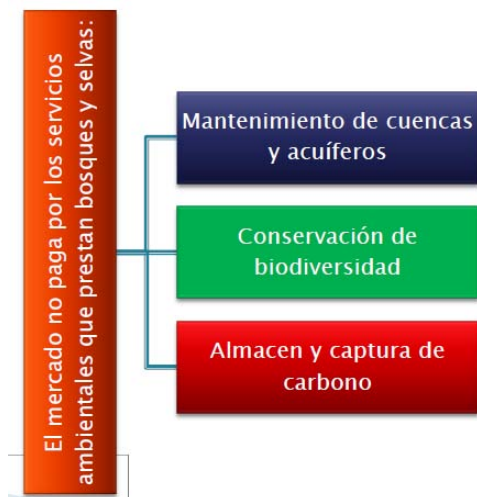 El mercado no paga por los servicios
ambientales que prestan bosques y selvas:
Mantenimiento de cuencas
y acuíferos
Conservación de
biodiversidad
Almacen y captura de
carbono